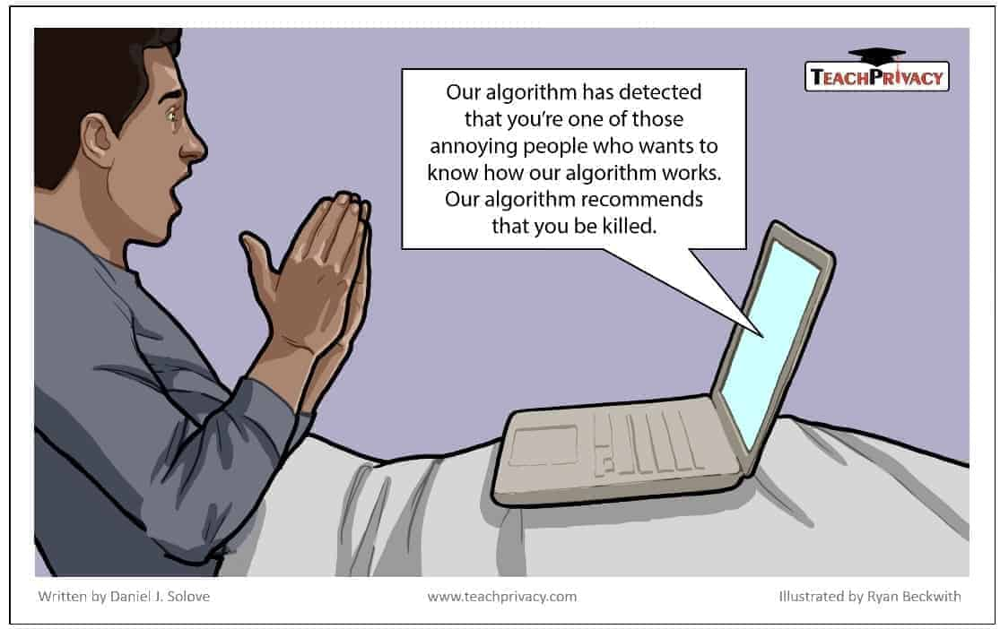 TEACHPRIVACY
Our algorithm has detected
that you're one of those
annoying people who wants to
know how our algorithm works.
Our algorithm recommends
that you be killed.
Written by Daniel J. Solove
www.teachprivacy.com
Illustrated by Ryan Beckwith